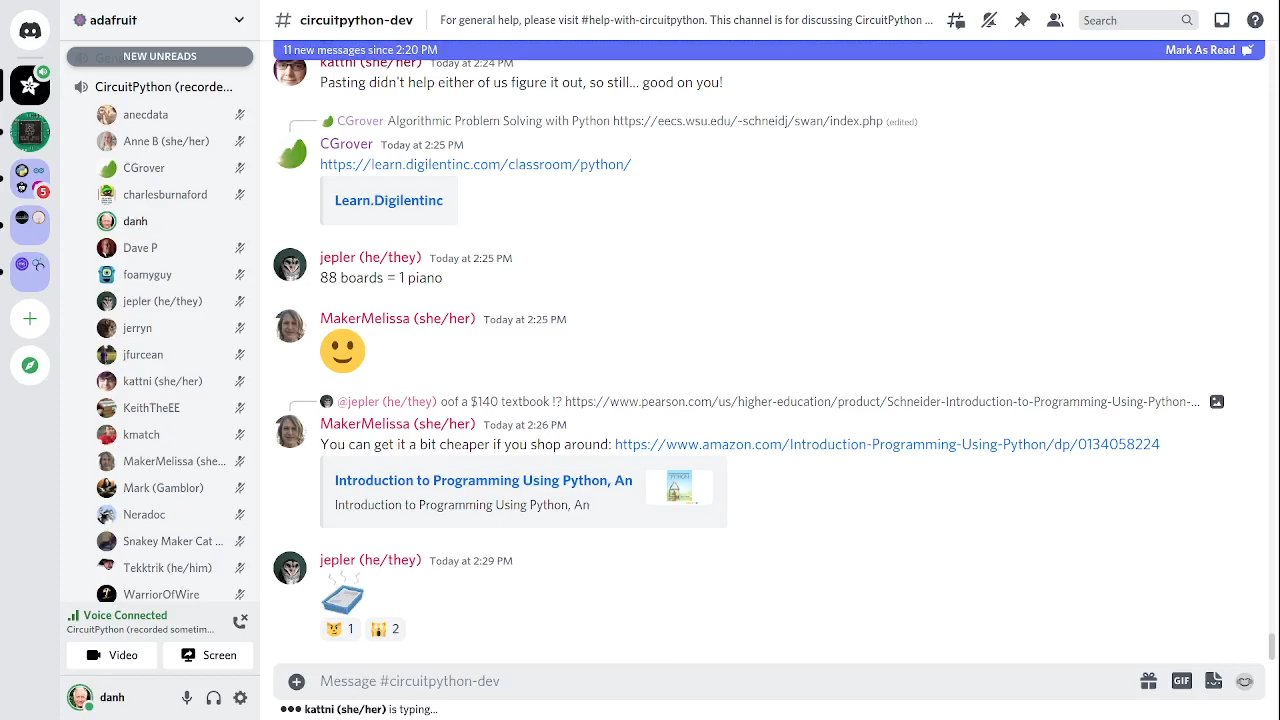 adafruit
NEW UNREADS
CircuitPython (recorde...
anecdata
Anne B (she/her)
CGrover
charlesburnaford
danh
Dave P
foamyguy
jepler (he/they)
jerryn
jfurcean
kattni (she/her)
KeithTheEE
kmatch
MakerMelissa (she...
Mark (Gamblor)
Neradoc
Snakey Maker Cat ...
Tekktrik (he/him)
WarriorOfWire
Voice Connected
CircuitPython (recorded sometim...
Video
Screen
danh
5
# circuitpython-dev
For general help, please visit #help-with-circuitpython. This channel is for discussing CircuitPython ...
Search
11 new messages since 2:20 PM
Mark As Read
kattni (she/her) Today at 2:24 PM
Pasting didn't help either of us figure it out, so still... good on you!
CGrover Algorithmic Problem Solving with Python https://eecs.wsu.edu/~schneidj/swan/index.php (edited)
CGrover Today at 2:25 PM
https://learn.digilentinc.com/classroom/python/
Learn.Digilentinc
jepler (he/they) Today at 2:25 PM
88 boards = 1 piano
MakerMelissa (she/her) Today at 2:25 PM
@jepler (he/they) oof a $140 textbook !? https://www.pearson.com/us/higher-education/product/Schneider-Introduction-to-Programming-Using-Python-...
MakerMelissa (she/her) Today at 2:26 PM
You can get it a bit cheaper if you shop around: https://www.amazon.com/Introduction-Programming-Using-Python/dp/0134058224
Introduction to Programming Using Python, An
Introduction to Programming Using Python, An
jepler (he/they) Today at 2:29 PM
1
2
Message #circuitpython-dev
GIF
kattni (she/her) is typing...